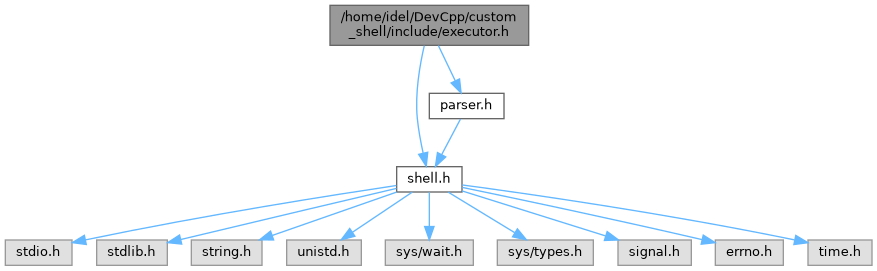 /home/idel/DevCpp/custom
_shell/include/executor.h
parser.h
shell.h
stdio.h
stdlib.h
string.h
unistd.h
sys/wait.h
sys/types.h
signal.h
errno.h
time.h